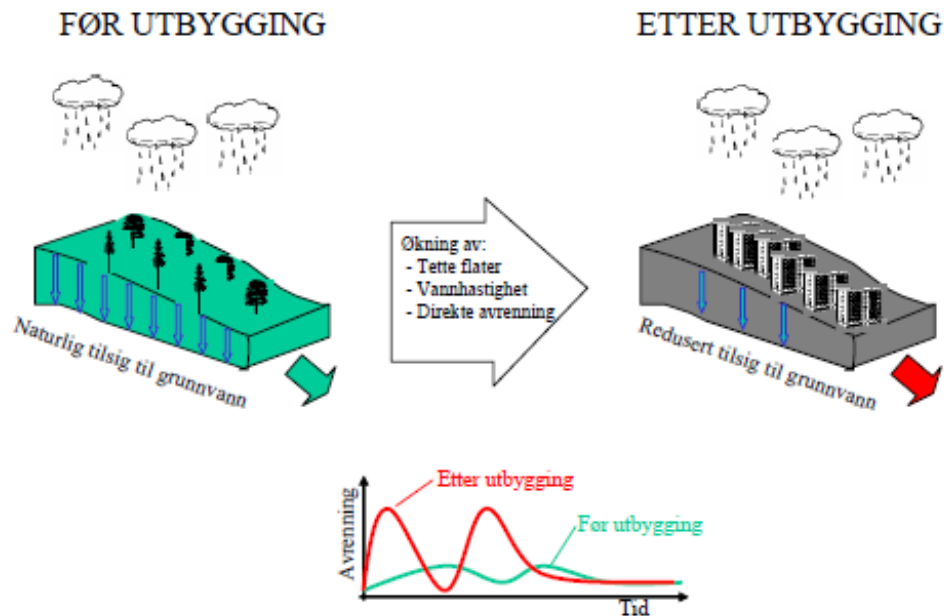 FØR UTBYGGING
ETTER UTBYGGING
Økning av:
- Tette flater
- Vannhastighet
- Direkte avrenning
Naturlig tilsig til grunnvann
Redusert tilsig til grunnvann
Etter utbygging
Før utbygging
Avrenning
Tid